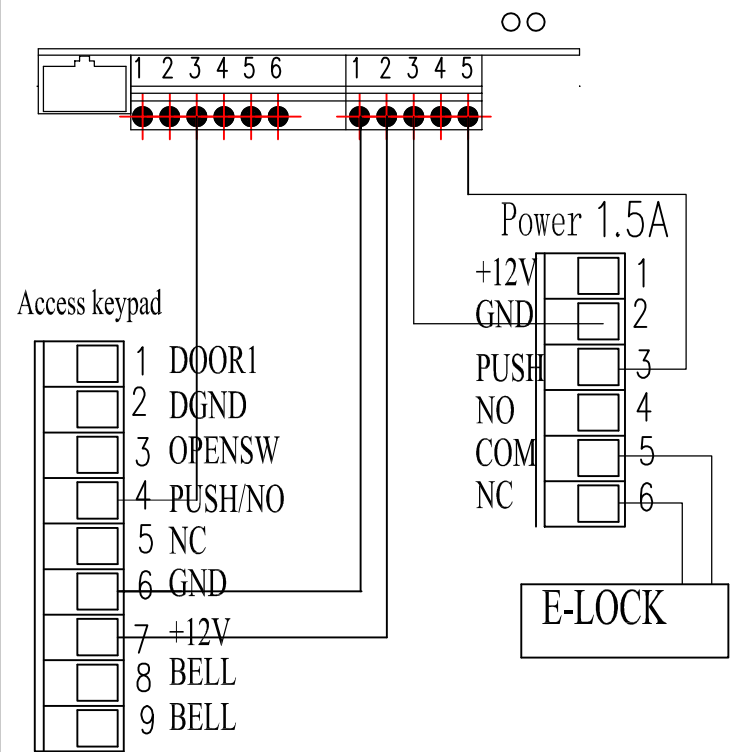 1 2 3 4 5 6 1 2 3 4 5
Power 1.5A
+12V 1
GND 2
PUSH 3
NO 4
COM 5
NC 6
E-LOCK
Access keypad
1 DOOR1
2 DGND
3 OPENSW
4 PUSH/NO
5 NC
6 GND
7 +12V
8 BELL
9 BELL